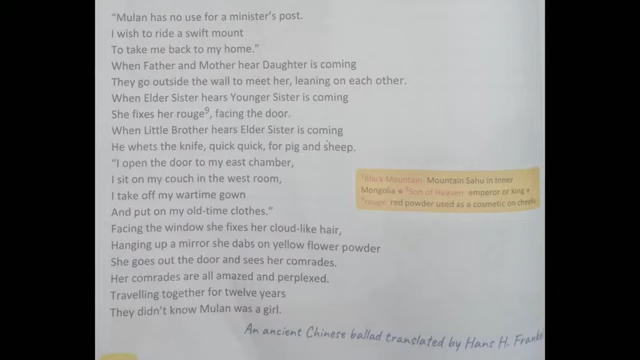 "Mulan has no use for a minister's post.
I wish to ride a swift mount
To take me back to my home."
When Father and Mother hear Daughter is coming
They go outside the wall to meet her, leaning on each other.
When Elder Sister hears Younger Sister is coming
She fixes her rouge⁹, facing the door.
When Little Brother hears Elder Sister is coming
He whets the knife, quick quick, for pig and sheep.
"I open the door to my east chamber,
I sit on my couch in the west room,
I take off my wartime gown
And put on my old-time clothes."
Facing the window she fixes her cloud-like hair,
Hanging up a mirror she dabs on yellow flower powder
She goes out the door and sees her comrades.
Her comrades are all amazed and perplexed.
Travelling together for twelve years
They didn't know Mulan was a girl.
An ancient Chinese ballad translated by Hans H. Frankel
Black Mountain: Mountain Sahu in Inner
Mongolia ★ Son of Heaven: emperor or king
rouge: red powder used as a cosmetic on cheeks